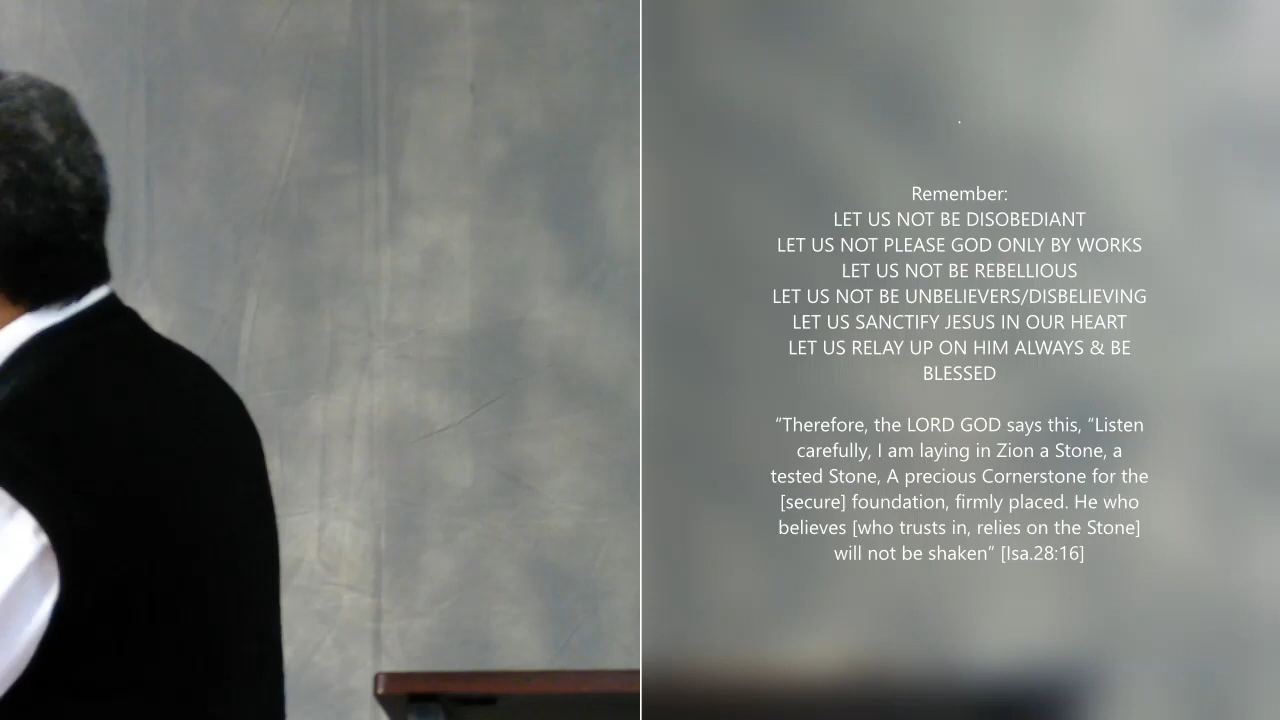 .
Remember:
LET US NOT BE DISOBEDIANT
LET US NOT PLEASE GOD ONLY BY WORKS
LET US NOT BE REBELLIOUS
LET US NOT BE UNBELIEVERS/DISBELIEVING
LET US SANCTIFY JESUS IN OUR HEART
LET US RELAY UP ON HIM ALWAYS & BE
BLESSED
“Therefore, the LORD GOD says this, “Listen
carefully, I am laying in Zion a Stone, a
tested Stone, A precious Cornerstone for the
[secure] foundation, firmly placed. He who
believes [who trusts in, relies on the Stone]
will not be shaken” [Isa.28:16]